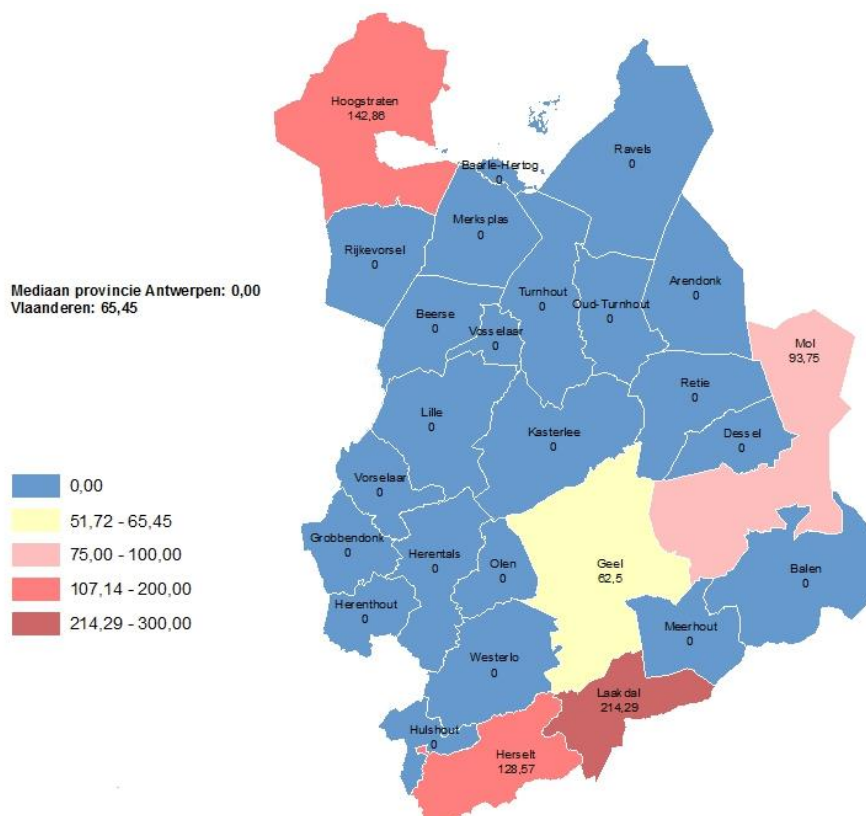 Hoogstraten
142,86
Ravels
0
Baarle-Hertog
0
Merksplas
0
Rijkevorsel
0
Turnhout
0
Oud-Turnhout
0
Arendonk
0
Mediaan provincie Antwerpen: 0,00
Vlaanderen: 65,45
Beerse
0
Vosselaar
0
Mol
93,75
Retie
0
Lille
0
Kasterlee
0
Dessel
0
Vorselaar
0
0,00
51,72 - 65,45
75,00 - 100,00
107,14 - 200,00
214,29 - 300,00
Grobbendonk
0
Herentals
0
Olen
0
Geel
62,5
Balen
0
Herenthout
0
Meerhout
0
Westerlo
0
Laakdal
214,29
Hulshout
0
Herselt
128,57